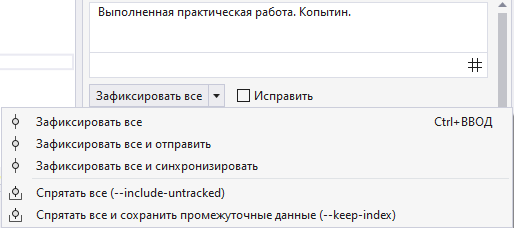 Выполненная практическая работа. Копытин.
Зафиксировать все
Исправить
Зафиксировать все Ctrl+ВВОД
Зафиксировать все и отправить
Зафиксировать все и синхронизировать
Спрятать все (--include-untracked)
Спрятать все и сохранить промежуточные данные (--keep-index)